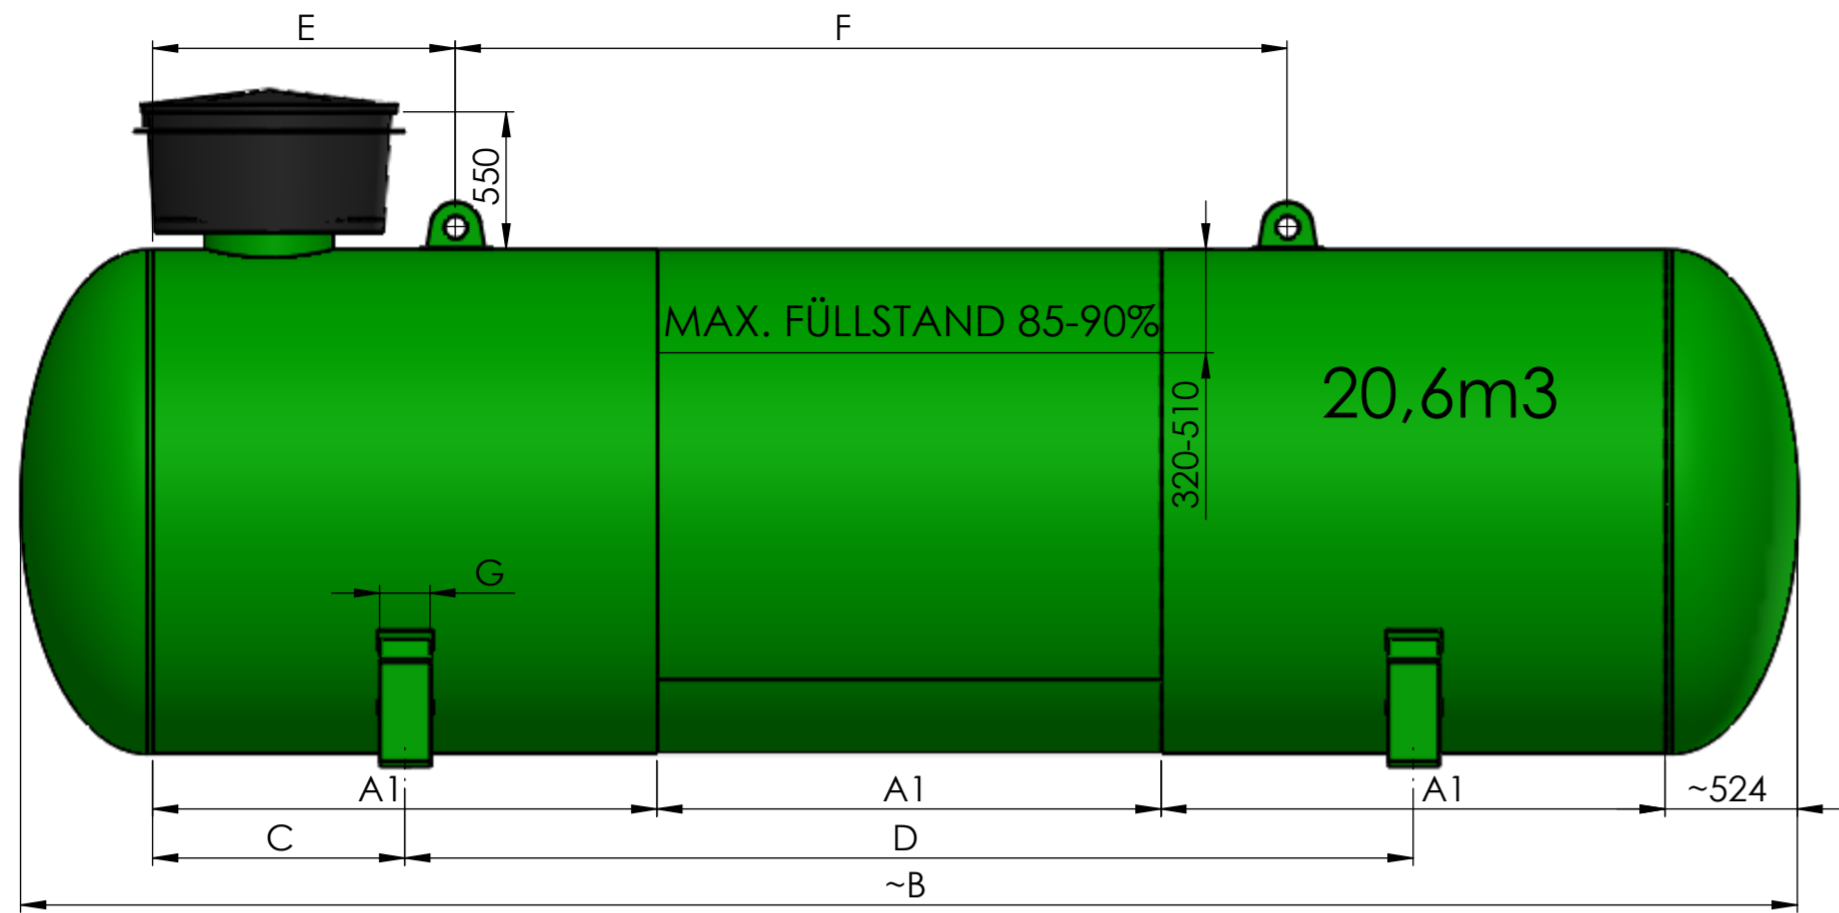 E
F
550
MAX. FÜLLSTAND 85-90%
20,6m3
320-510
G
A1
A1
A1
~524
C
D
~B